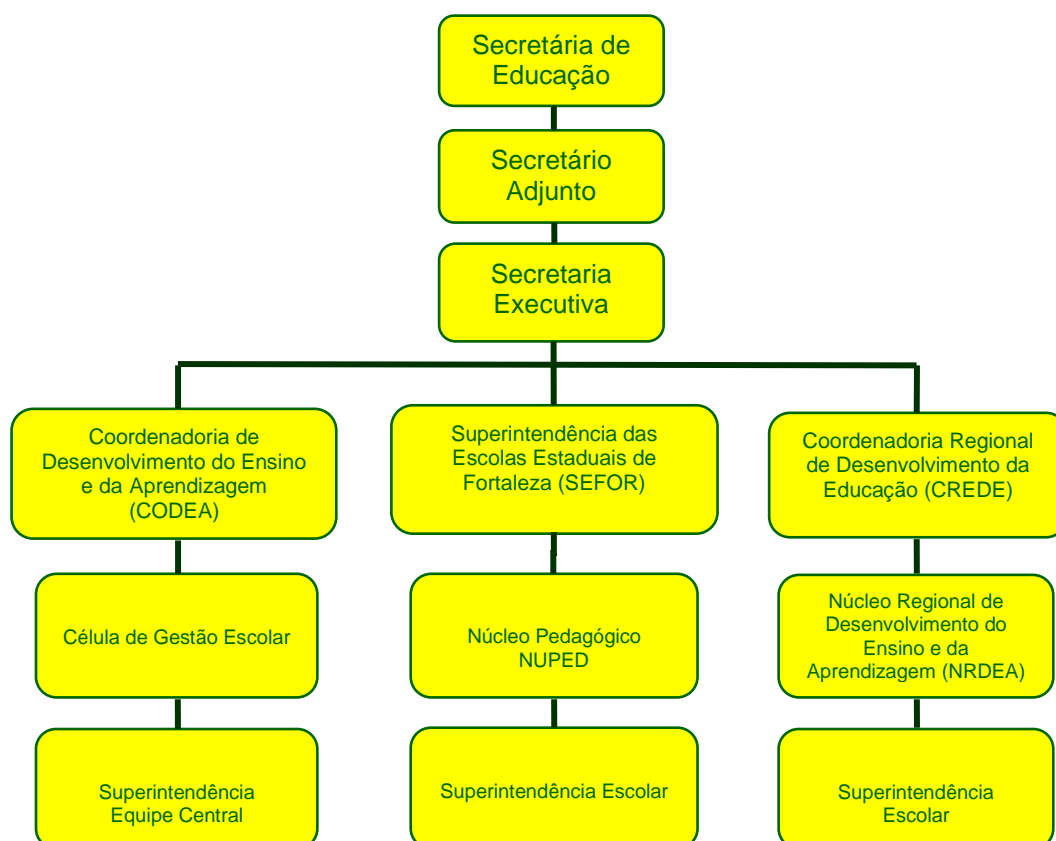 Secretária de
Educação
Secretário
Adjunto
Secretaria
Executiva
Coordenadoria de
Desenvolvimento do Ensino
e da Aprendizagem
(CODEA)
Superintendência das
Escolas Estaduais de
Fortaleza (SEFOR)
Coordenadoria Regional
de Desenvolvimento da
Educação (CREDE)
Célula de Gestão Escolar
Núcleo Pedagógico
NUPED
Núcleo Regional de
Desenvolvimento do
Ensino e da
Aprendizagem (NRDEA)
Superintendência
Equipe Central
Superintendência Escolar
Superintendência
Escolar